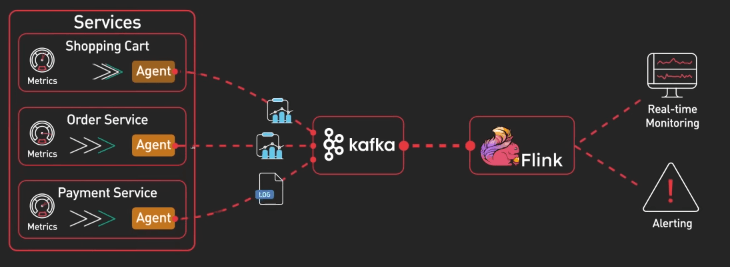 Services
Shopping Cart
Metrics
Agent
Order Service
Metrics
Agent
Payment Service
Metrics
Agent
LOG
kafka
Flink
Real-time
Monitoring
Alerting